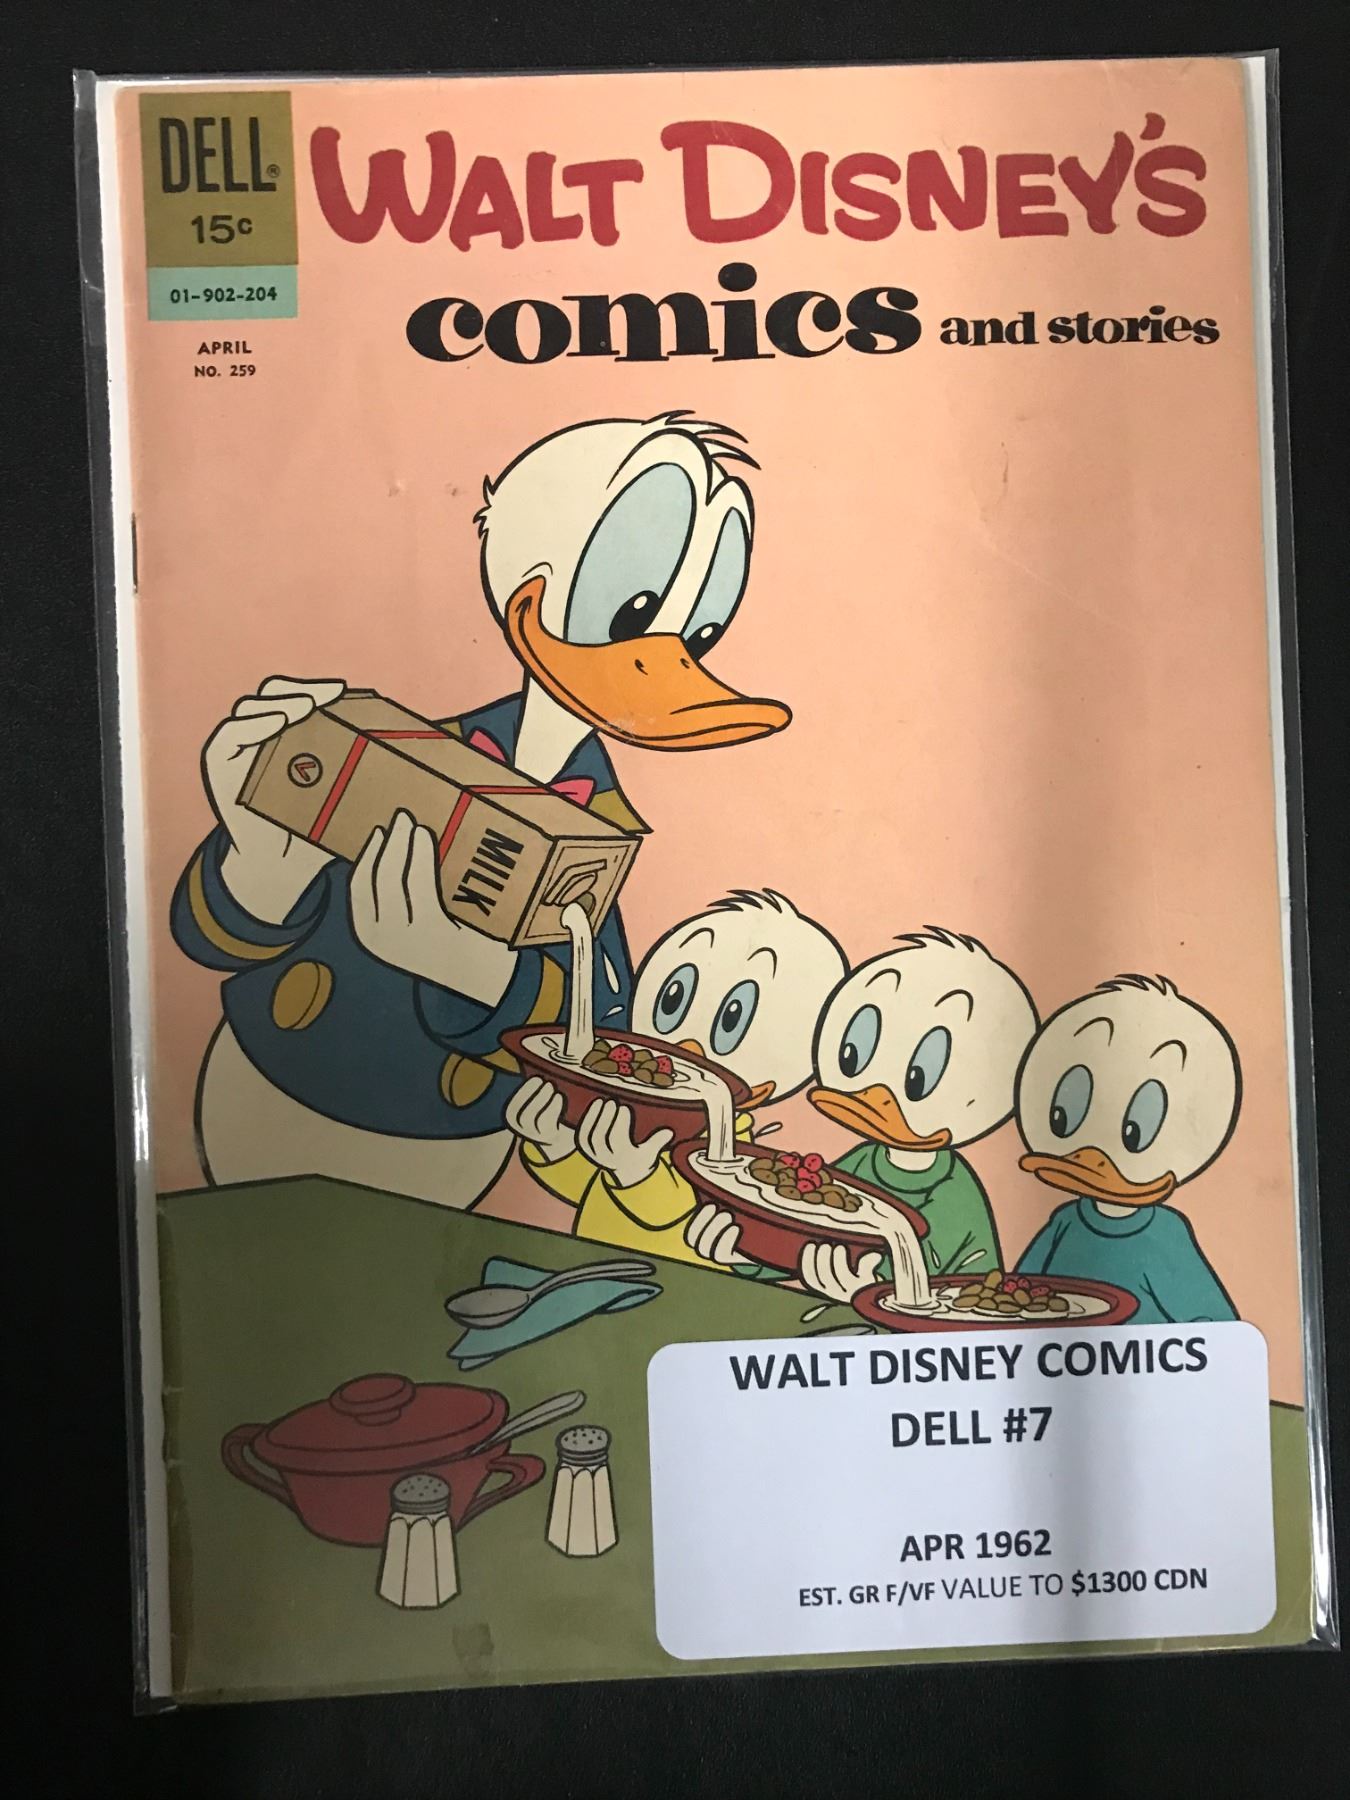 DELL®
15¢
01-902-204
APRIL
NO. 259
WALT DISNEY'S
comics and stories
MILK
WALT DISNEY COMICS
DELL #7
APR 1962
EST. GR F/VF VALUE TO $1300 CDN